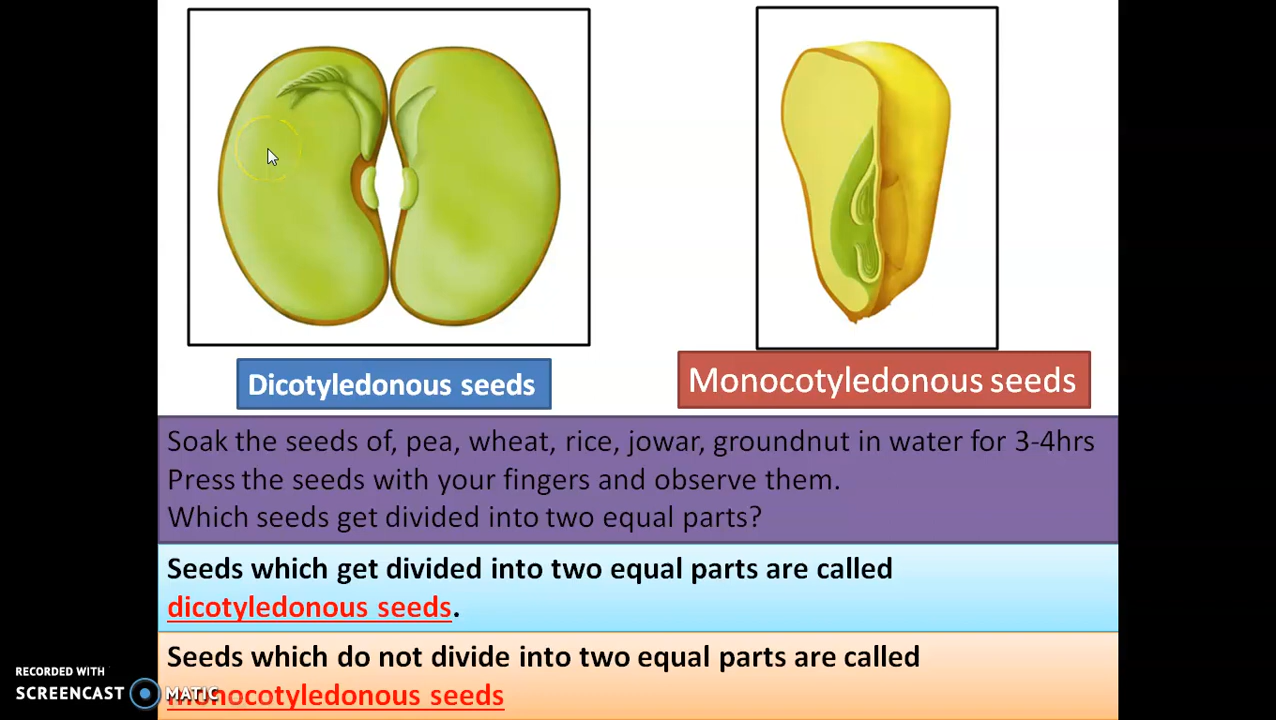 Dicotyledonous seeds
Monocotyledonous seeds
Soak the seeds of, pea, wheat, rice, jowar, groundnut in water for 3-4hrs
Press the seeds with your fingers and observe them.
Which seeds get divided into two equal parts?
Seeds which get divided into two equal parts are called
dicotyledonous seeds.
Seeds which do not divide into two equal parts are called
monocotyledonous seeds
RECORDED WITH
SCREENCAST MATIC